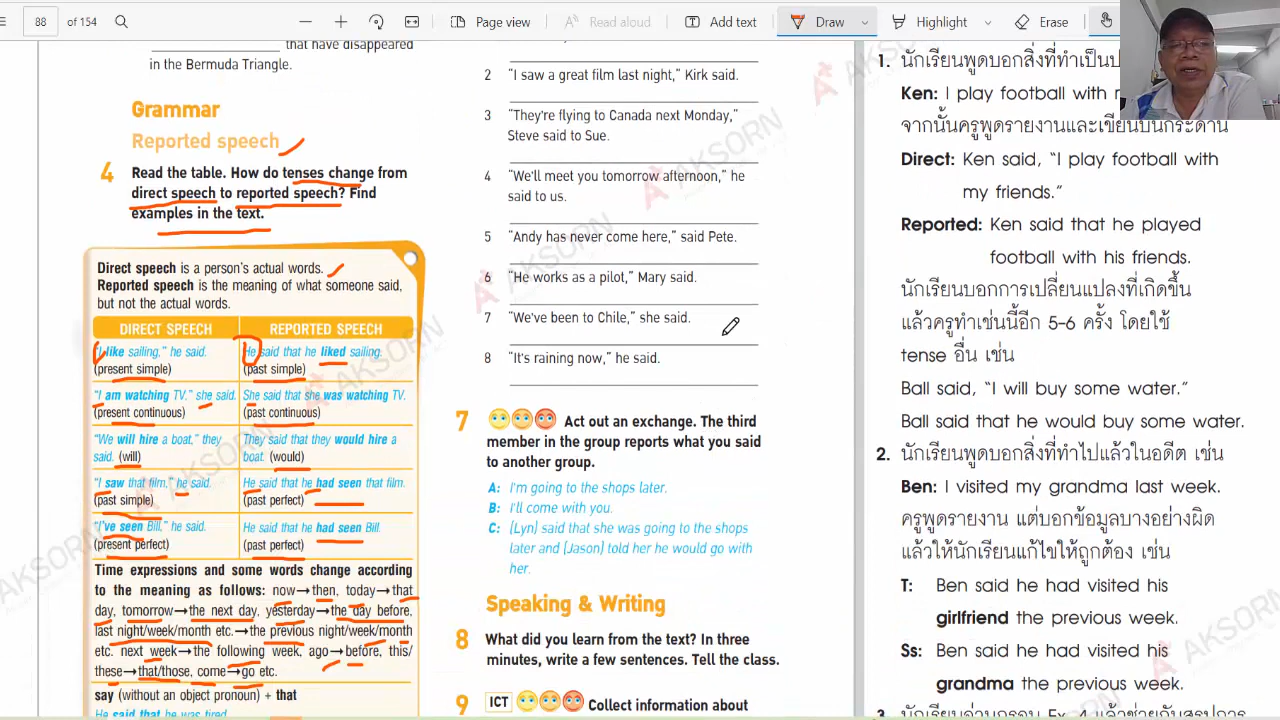 88 of 154 Page view Read aloud Add text Draw Highlight Erase
that have disappeared
in the Bermuda Triangle.
Grammar
Reported speech
4 Read the table. How do tenses change from
direct speech to reported speech? Find
examples in the text.
Direct speech is a person's actual words.
Reported speech is the meaning of what someone said,
but not the actual words.
DIRECT SPEECH REPORTED SPEECH
"I like sailing," he said.
(present simple)
He said that he liked sailing.
(past simple)
"I am watching TV." she said.
(present continuous)
She said that she was watching TV.
(past continuous)
"We will hire a boat," they
said. (will)
They said that they would hire a
boat. (would)
"I saw that film," he said.
(past simple)
He said that he had seen that film.
(past perfect)
"I've seen Bill," he said.
(present perfect)
He said that he had seen Bill.
(past perfect)
Time expressions and some words change according
to the meaning as follows: now→then, today→that
day, tomorrow→the next day, yesterday→the day before,
last night/week/month etc.→the previous night/week/month
etc. next week→the following week, ago→before, this/
these→that/those, come→go etc.
say (without an object pronoun) + that
He said that he was tired.
2 "I saw a great film last night," Kirk said.
3 "They're flying to Canada next Monday,"
Steve said to Sue.
4 "We'll meet you tomorrow afternoon," he
said to us.
5 "Andy has never come here," said Pete.
6 "He works as a pilot," Mary said.
7 "We've been to Chile," she said.
8 "It's raining now," he said.
7 Act out an exchange. The third
member in the group reports what you said
to another group.
A: I'm going to the shops later.
B: I'll come with you.
C: (Lyn) said that she was going to the shops
later and (Jason) told her he would go with
her.
Speaking & Writing
8 What did you learn from the text? In three
minutes, write a few sentences. Tell the class.
9 ICT Collect information about
1. นักเรียนพูดบอกสิ่งที่ทำเป็น
Ken: I play football with
จากนั้นครูพูดรายงานและเขียนบนกระดาน
Direct: Ken said, "I play football with
my friends."
Reported: Ken said that he played
football with his friends.
นักเรียนบอกการเปลี่ยนแปลงที่เกิดขึ้น
แล้วครูทำเช่นนี้อีก 5-6 ครั้ง โดยใช้
tense อื่น เช่น
Ball said, "I will buy some water."
Ball said that he would buy some water.
2. นักเรียนพูดบอกสิ่งที่ทำไปแล้วในอดีต เช่น
Ben: I visited my grandma last week.
ครูพูดรายงาน แต่บอกข้อมูลบางอย่างผิด
แล้วให้นักเรียนแก้ไขให้ถูกต้อง เช่น
T: Ben said he had visited his
girlfriend the previous week.
Ss: Ben said he had visited his
grandma the previous week.
AKSORN
AKSORN
AKSORN
AKSORN